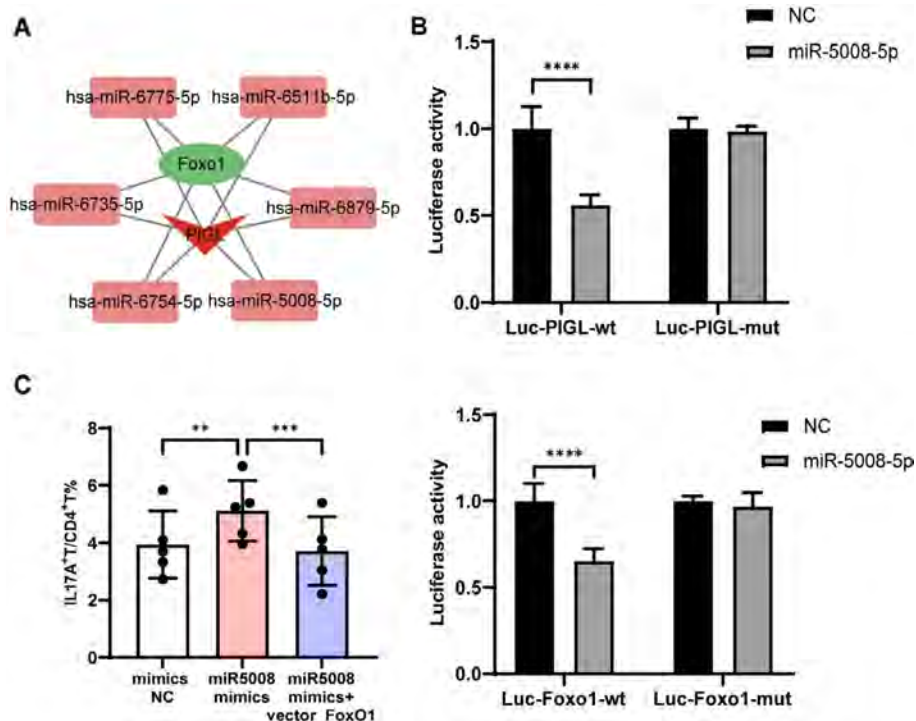 A
hsa-miR-6775-5p
hsa-miR-6511b-5p
Foxo1
hsa-miR-6735-5p
hsa-miR-6879-5p
PIGL
hsa-miR-6754-5p
hsa-miR-5008-5p
B
NC
miR-5008-5p
Luciferase activity
1.5
1.0
0.5
0.0
****
Luc-PIGL-wt
Luc-PIGL-mut
C
IL17A⁺T/CD4⁺T%
8
6
4
2
0
**
***
mimics
NC
miR5008
mimics
miR5008
mimics+
vector FoxO1
NC
miR-5008-5p
Luciferase activity
1.5
1.0
0.5
0.0
****
Luc-Foxo1-wt
Luc-Foxo1-mut